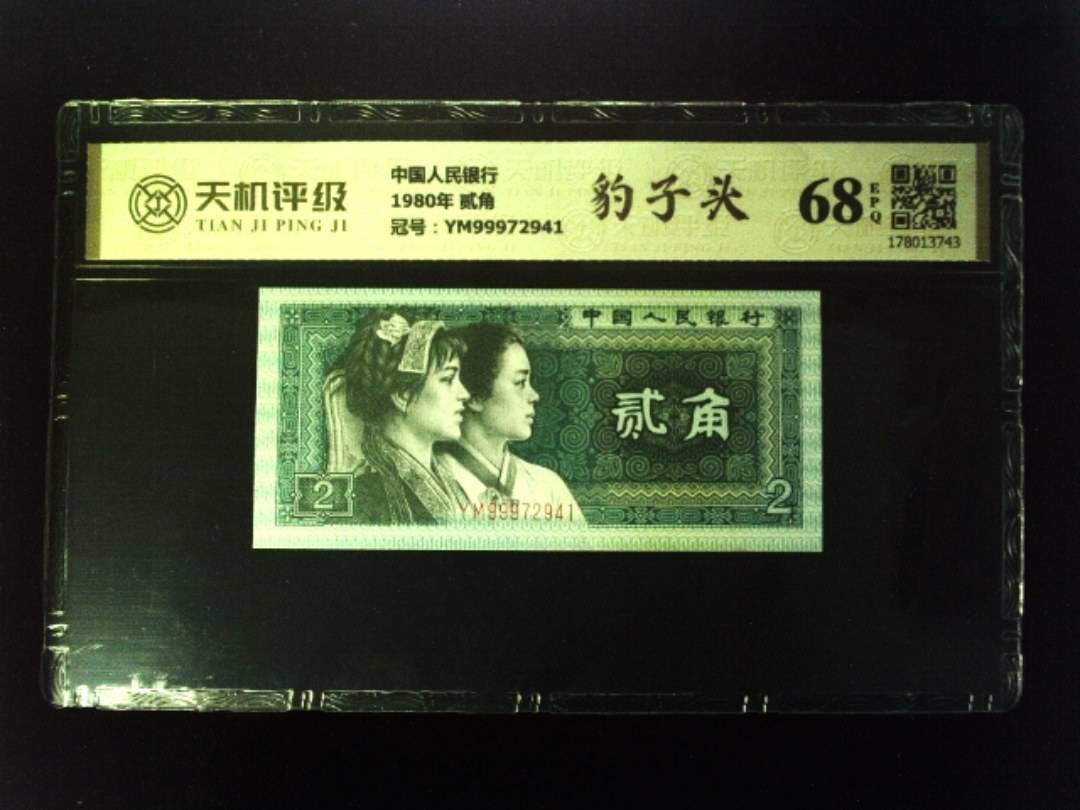 天机评级
TIAN JI PING JI
中国人民银行
1980年 贰角
冠号：YM99972941
豹子头
68
EPQ
178013743
中国人民银行
贰角
2
YM99972941
2